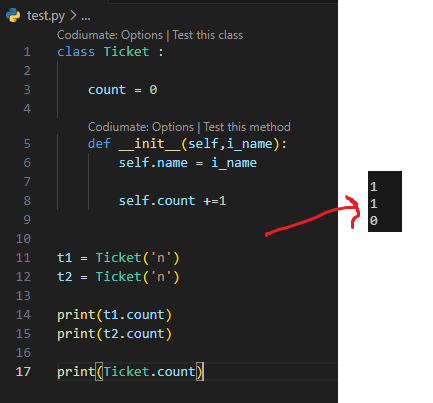 test.py > ...
Codiumate: Options | Test this class
1 class Ticket :
2
3 count = 0
4
Codiumate: Options | Test this method
5 def __init__(self,i_name):
6 self.name = i_name
7
8 self.count +=1
9
10
11 t1 = Ticket('n')
12 t2 = Ticket('n')
13
14 print(t1.count)
15 print(t2.count)
16
17 print(Ticket.count)
1
1
0